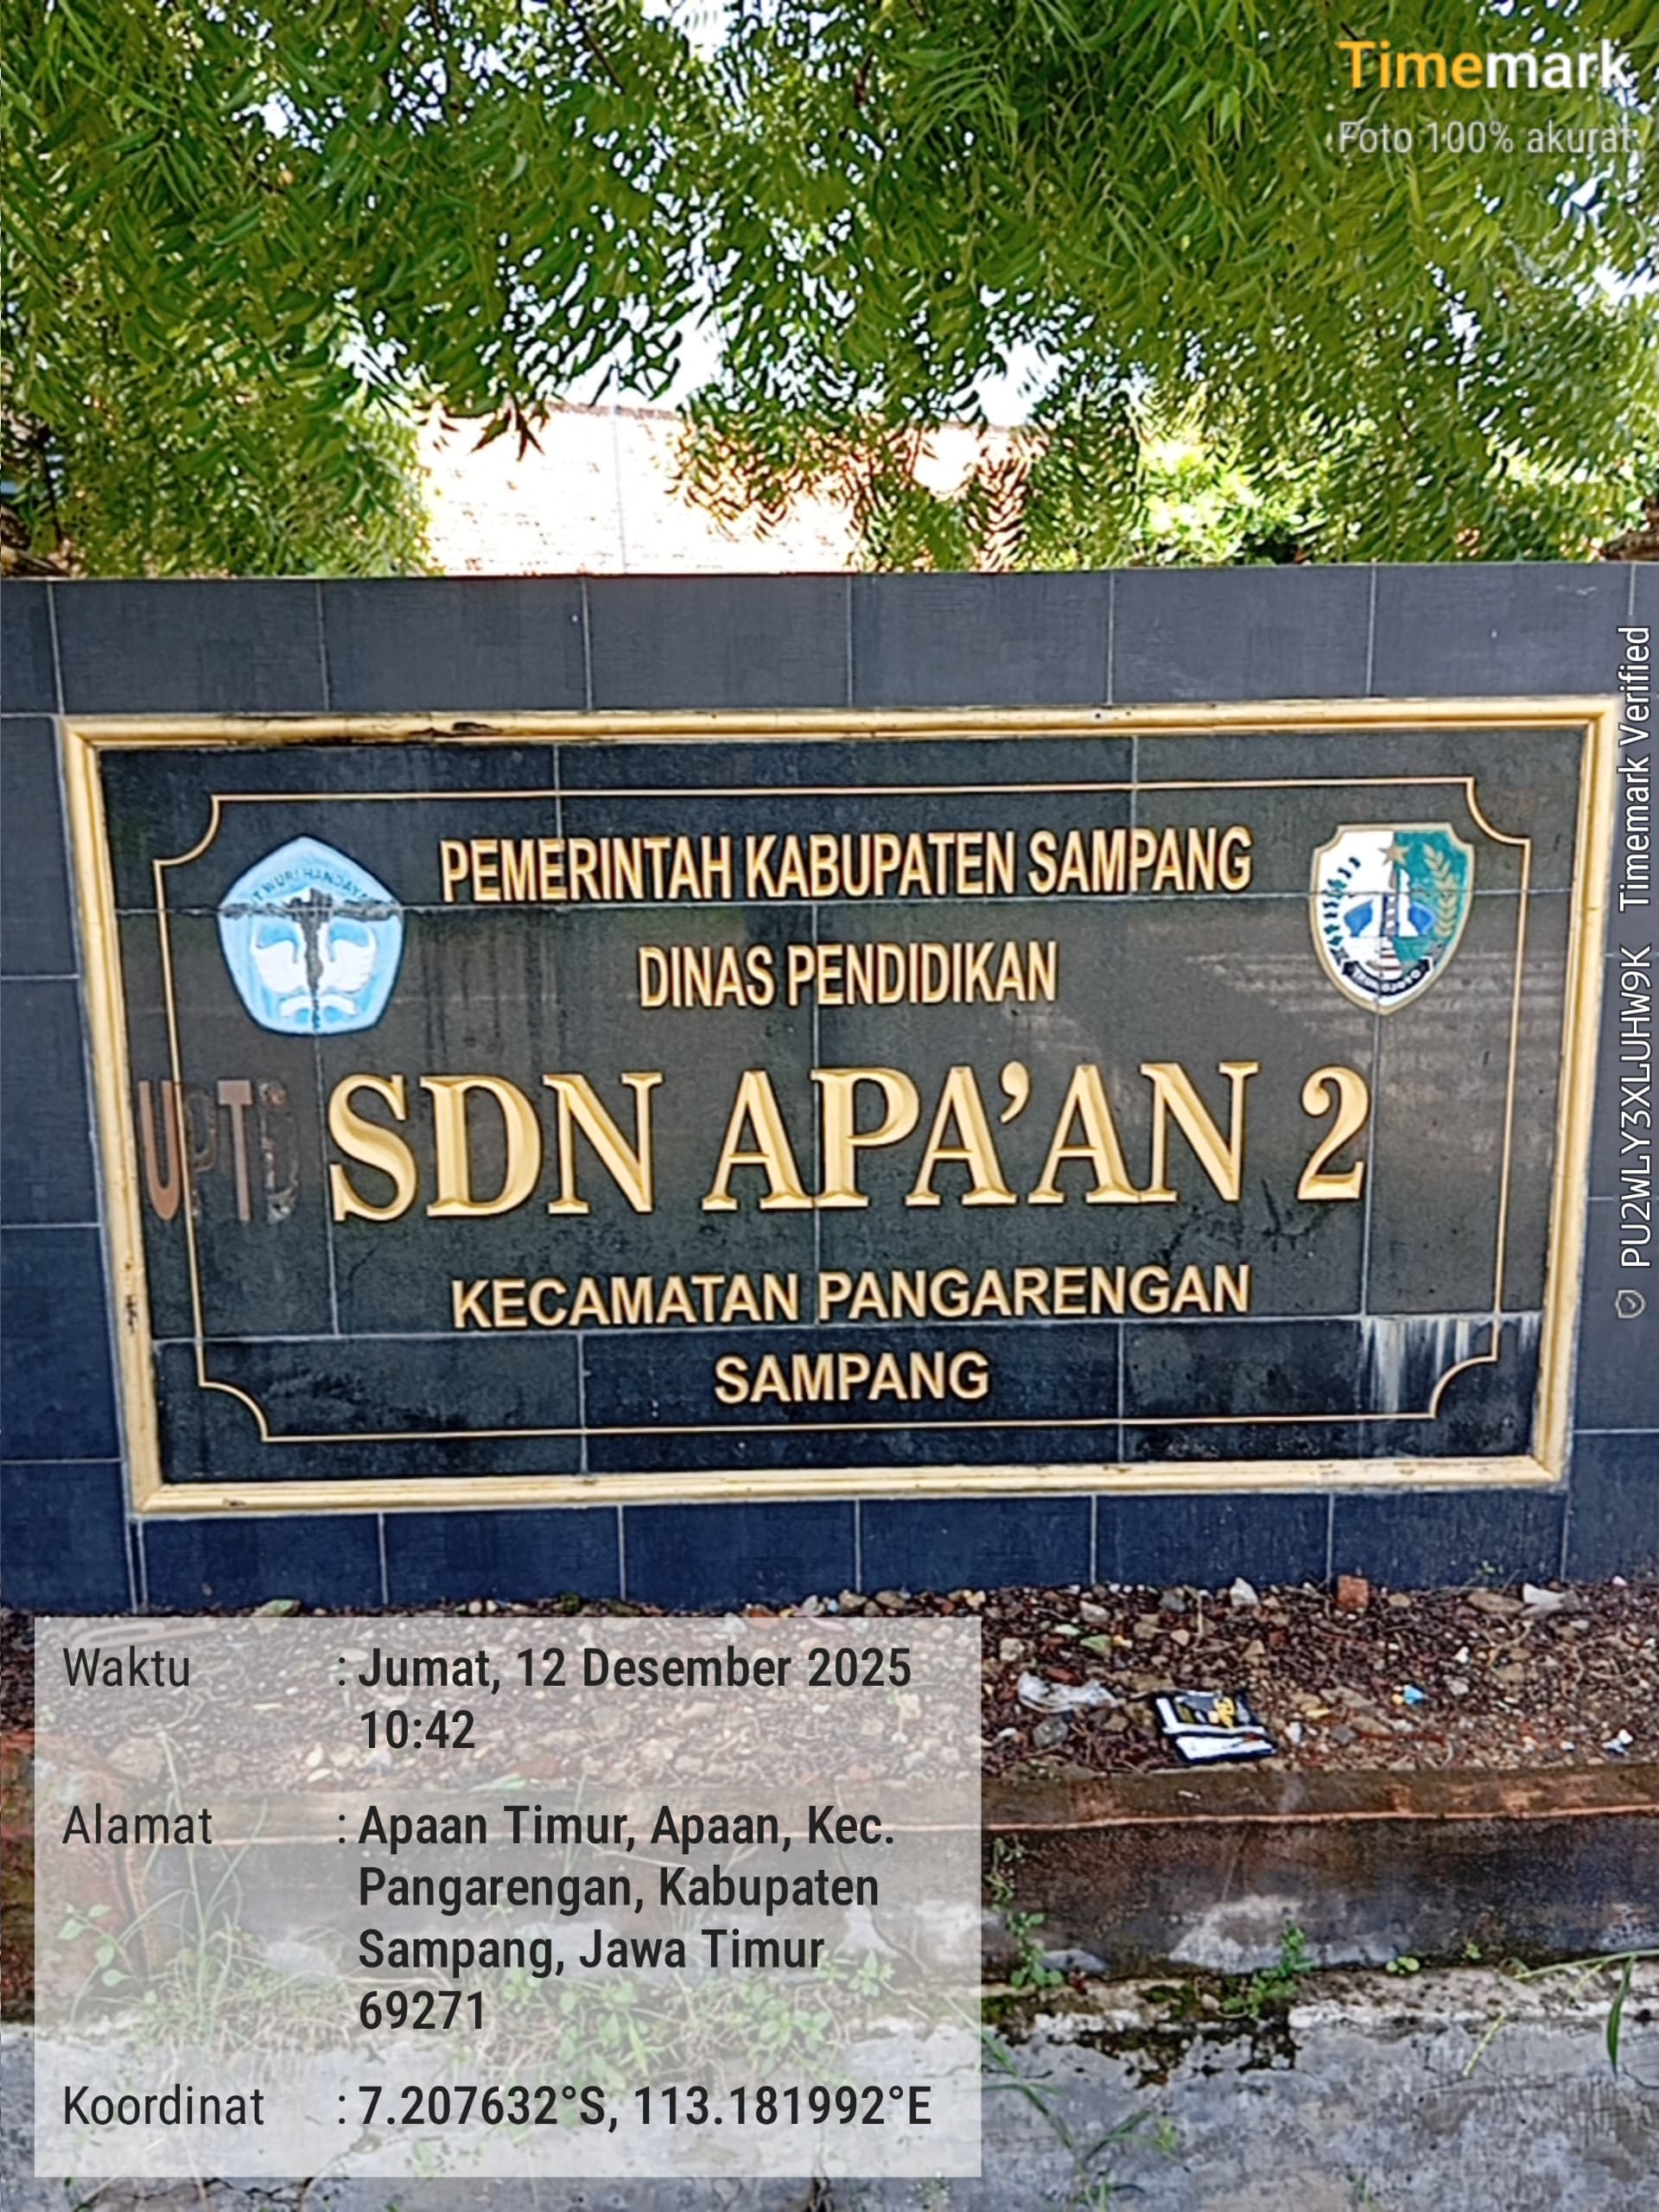 Timemark
Foto 100% akurat
PEMERINTAH KABUPATEN SAMPANG
DINAS PENDIDIKAN
UPTD SDN APA'AN 2
KECAMATAN PANGARENGAN
SAMPANG
PU2WLY3XLUHW9K Timemark Verified
Waktu : Jumat, 12 Desember 2025
10:42
Alamat : Apaan Timur, Apaan, Kec.
Pangarengan, Kabupaten
Sampang, Jawa Timur
69271
Koordinat : 7.207632°S, 113.181992°E